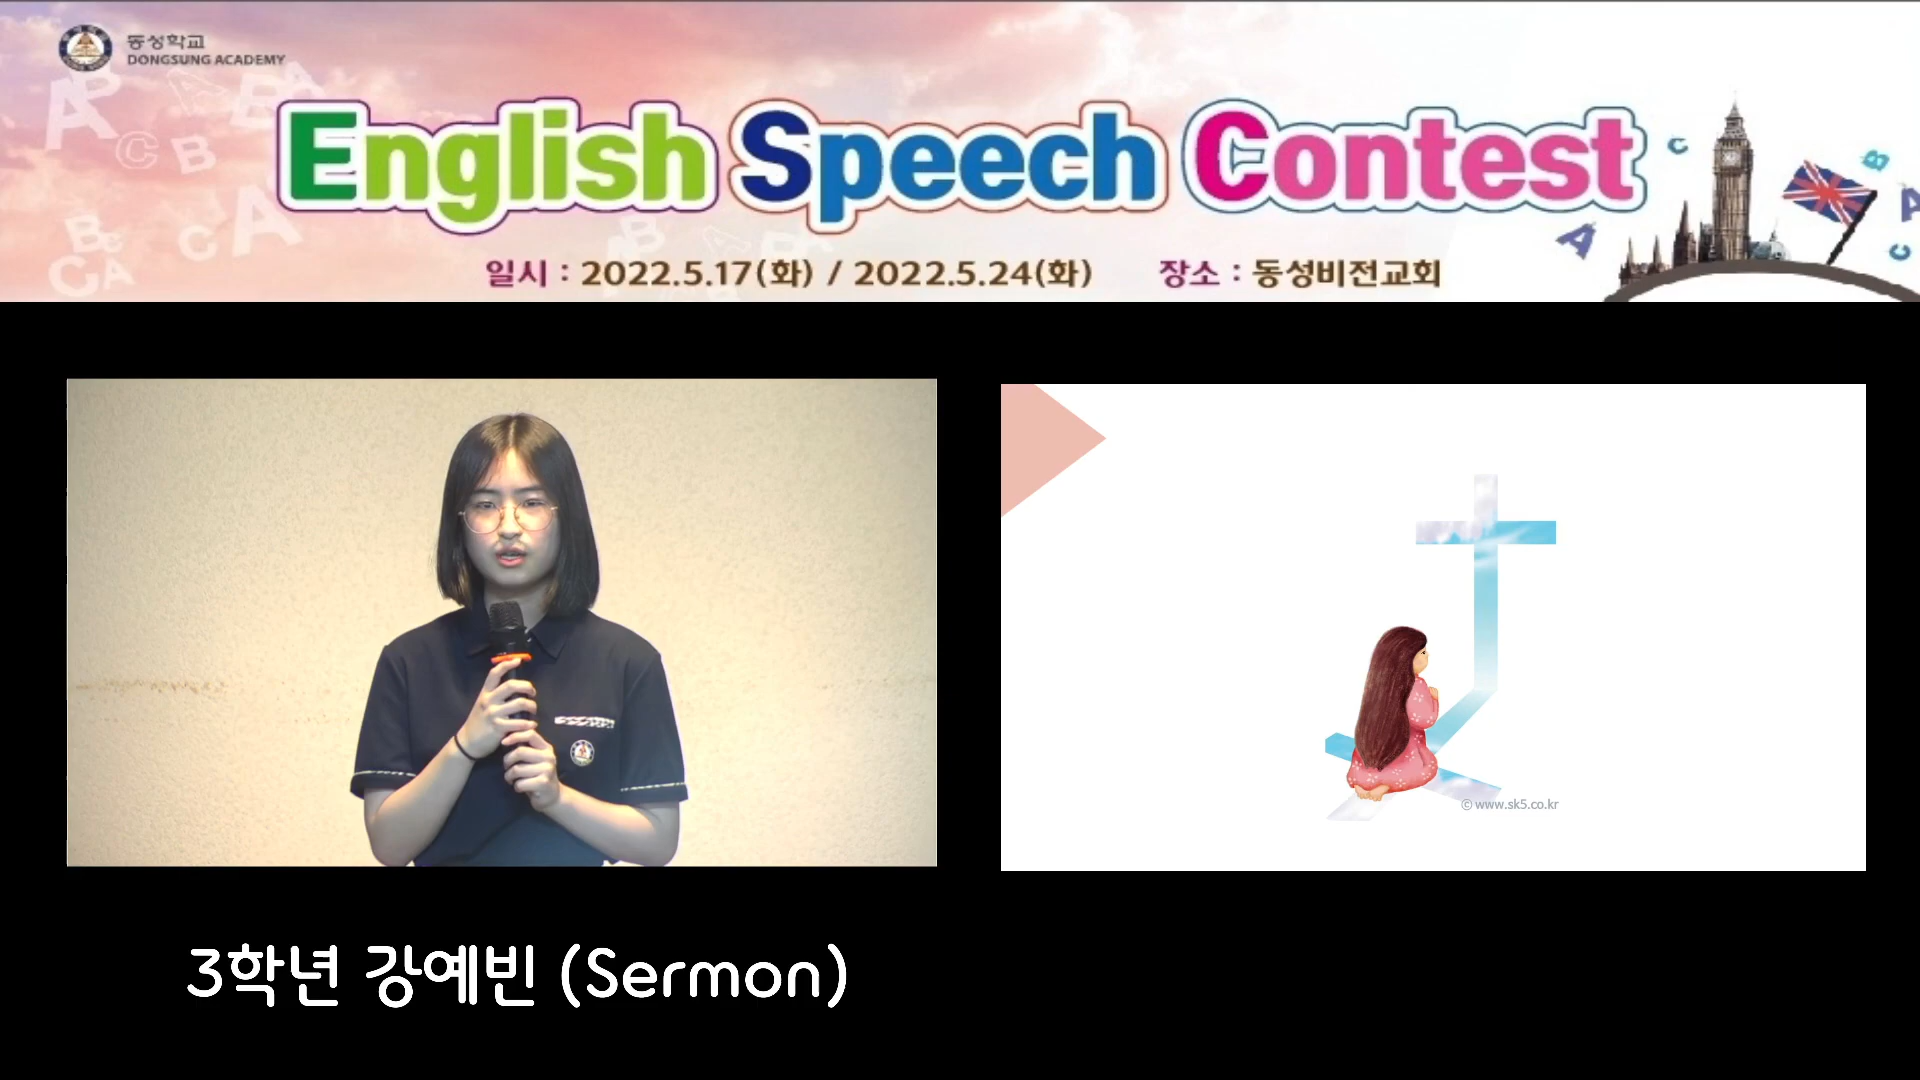 동성학교
DONGSUNG ACADEMY
English Speech Contest
일시 : 2022.5.17(화) / 2022.5.24(화) 장소 : 동성비전교회
© www.sk5.co.kr
3학년 강예빈 (Sermon)